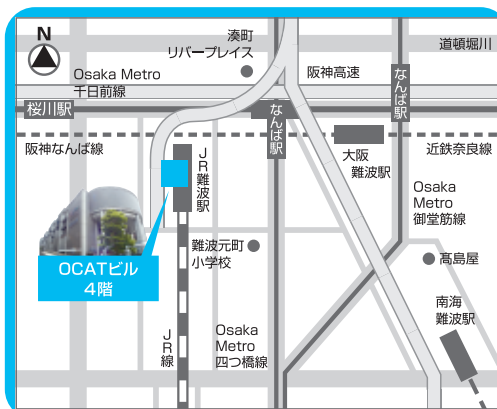 N
湊町
リバープレイス
道頓堀川
Osaka Metro
千日前線
阪神高速
なんば駅
桜川駅
なんば駅
阪神なんば線
JR難波駅
大阪
難波駅
近鉄奈良線
Osaka
Metro
御堂筋線
難波元町
小学校
髙島屋
OCATビル
4階
南海
難波駅
JR線
Osaka
Metro
四つ橋線